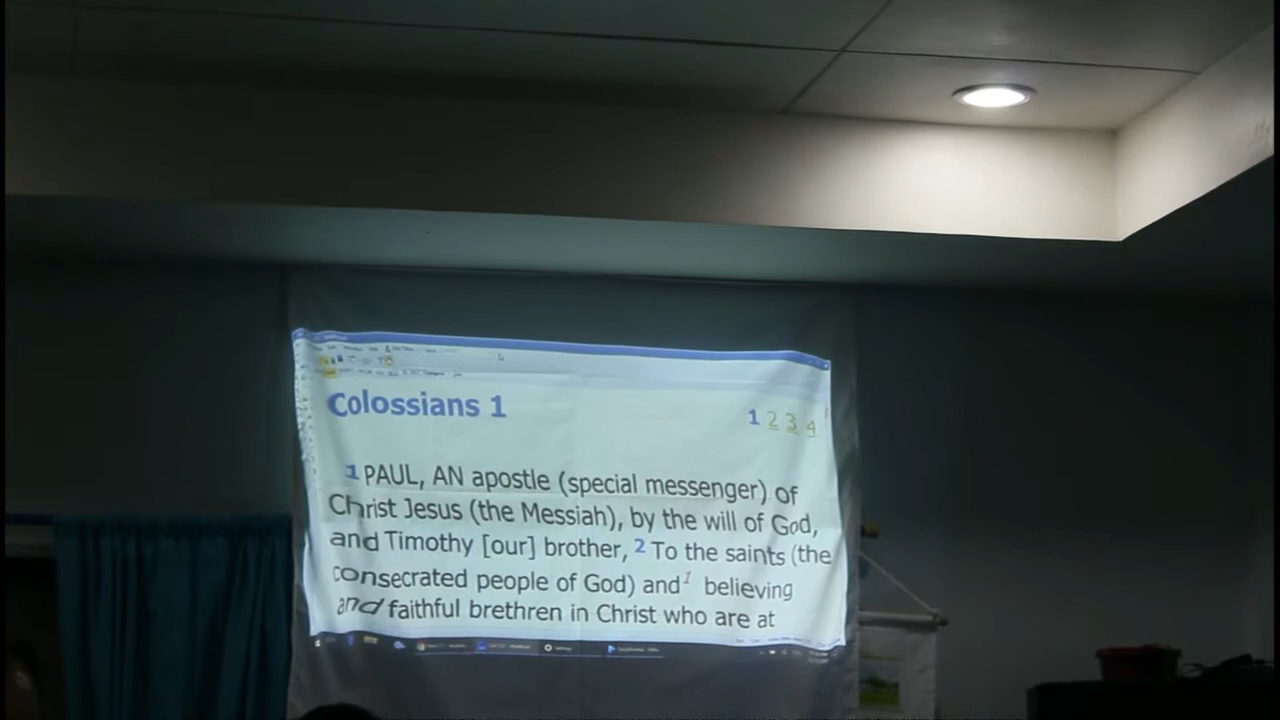 Colossians 1
1 2 3 4
1 PAUL, AN apostle (special messenger) of
Christ Jesus (the Messiah), by the will of God,
and Timothy [our] brother, 2 To the saints (the
consecrated people of God) and1 believing
and faithful brethren in Christ who are at